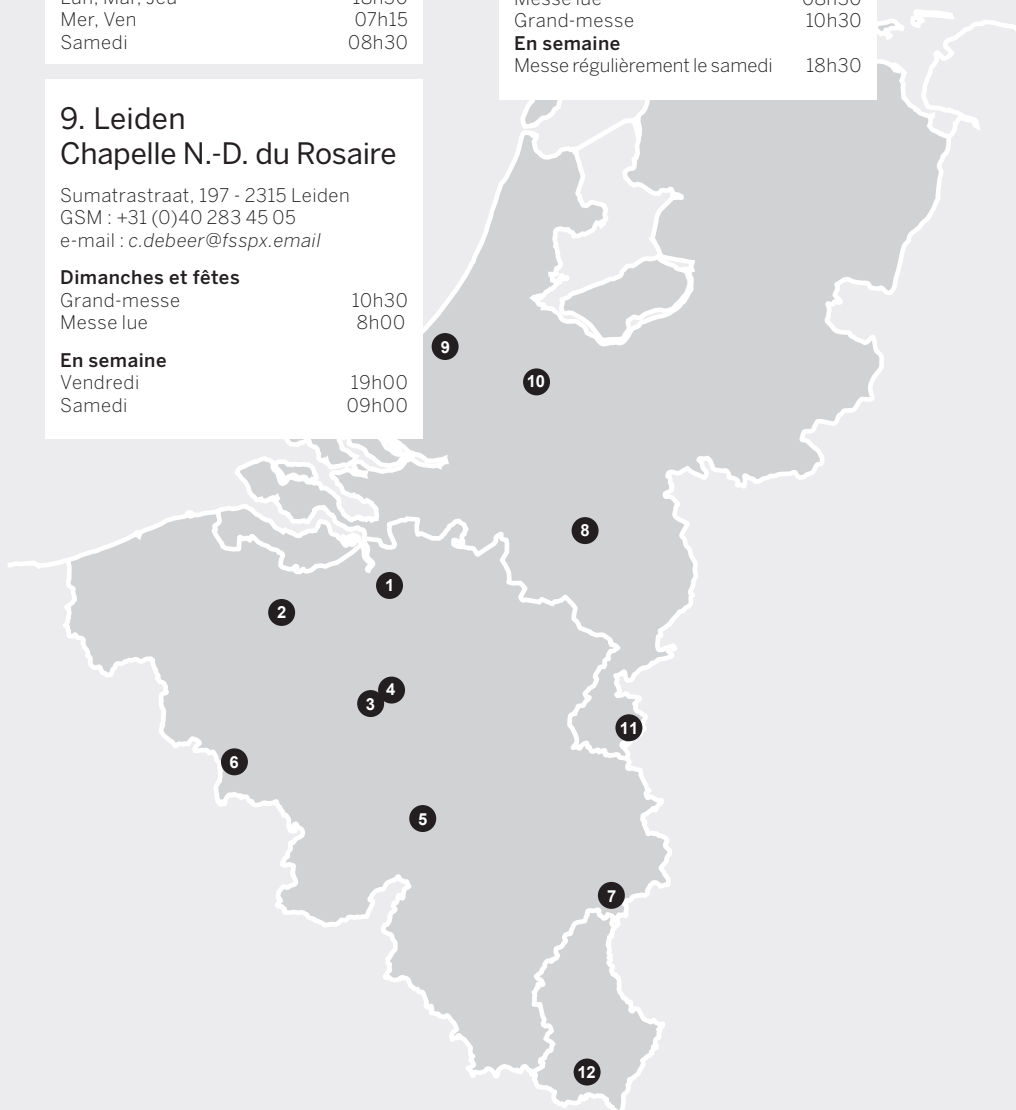 Mer, Ven 07h15
Samedi 08h30
9. Leiden
Chapelle N.-D. du Rosaire
Sumatrastraat, 197 - 2315 Leiden
GSM : +31 (0)40 283 45 05
e-mail : c.debeer@fsspx.email
Dimanches et fêtes
Grand-messe 10h30
Messe lue 8h00
En semaine
Vendredi 19h00
Samedi 09h00
Messe lue 08h30
Grand-messe 10h30
En semaine
Messe régulièrement le samedi 18h30
9
10
8
1
2
4
3
11
6
5
7
12